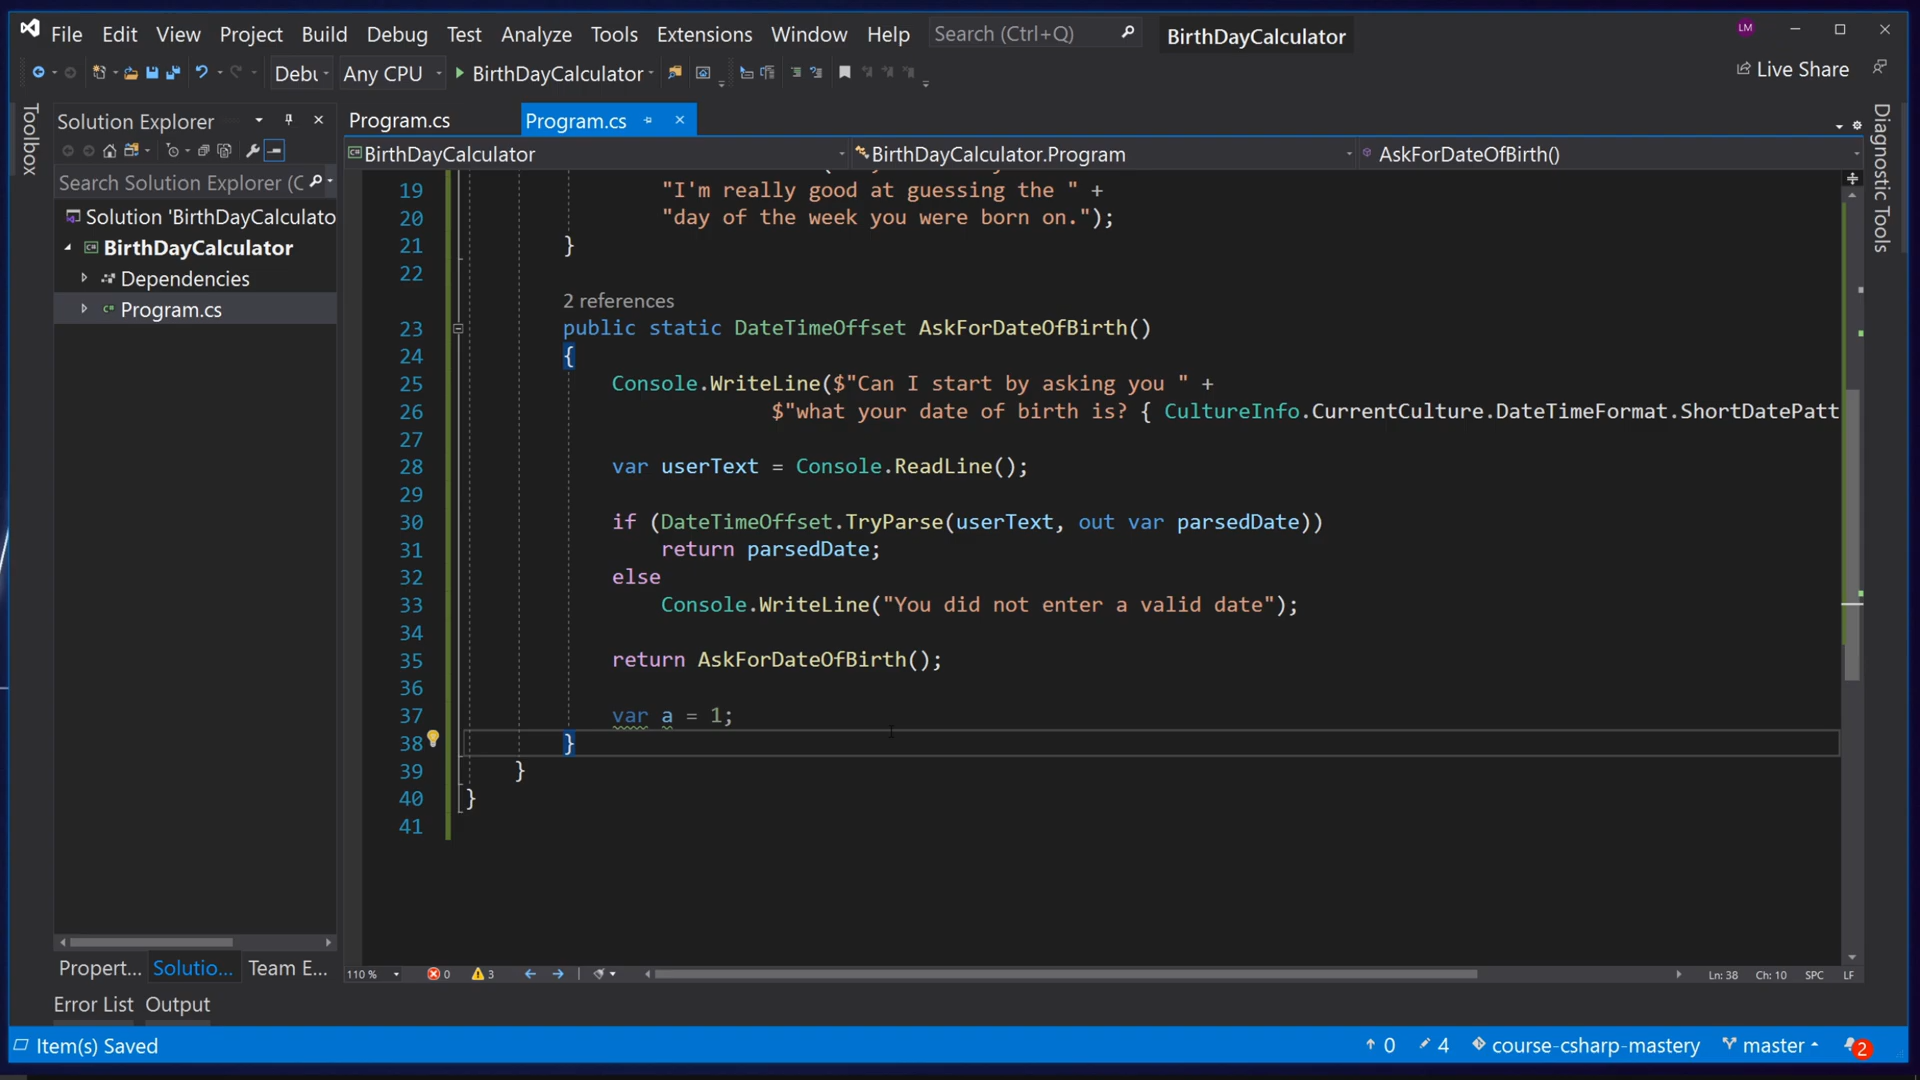 File Edit View Project Build Debug Test Analyze Tools Extensions Window Help Search (Ctrl+Q) BirthDayCalculator LM
Debu Any CPU BirthDayCalculator Live Share
Toolbox
Solution Explorer
Search Solution Explorer (C
Solution 'BirthDayCalculato
BirthDayCalculator
Dependencies
Program.cs
Program.cs Program.cs
BirthDayCalculator BirthDayCalculator.Program AskForDateOfBirth()
19 "I'm really good at guessing the " +
20 "day of the week you were born on.");
21 }
22
2 references
23 public static DateTimeOffset AskForDateOfBirth()
24 {
25 Console.WriteLine($"Can I start by asking you " +
26 $"what your date of birth is? { CultureInfo.CurrentCulture.DateTimeFormat.ShortDatePatt
27
28 var userText = Console.ReadLine();
29
30 if (DateTimeOffset.TryParse(userText, out var parsedDate))
31 return parsedDate;
32 else
33 Console.WriteLine("You did not enter a valid date");
34
35 return AskForDateOfBirth();
36
37 var a = 1;
38 }
39 }
40 }
41
Diagnostic Tools
110 % 0 3 Ln: 38 Ch: 10 SPC LF
Propert... Solutio... Team E...
Error List Output
Item(s) Saved 0 4 course-csharp-mastery master 2